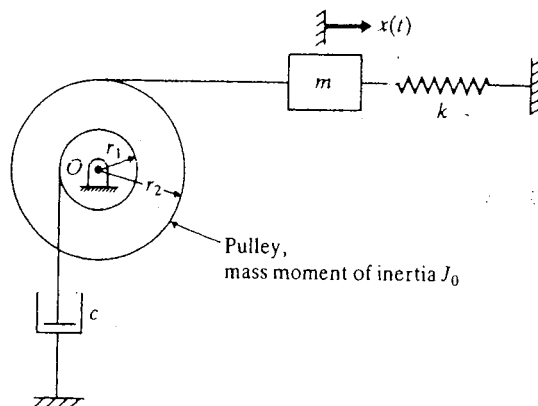 x(t)
m
k
O
r₁
r₂
Pulley,
mass moment of inertia J₀
c